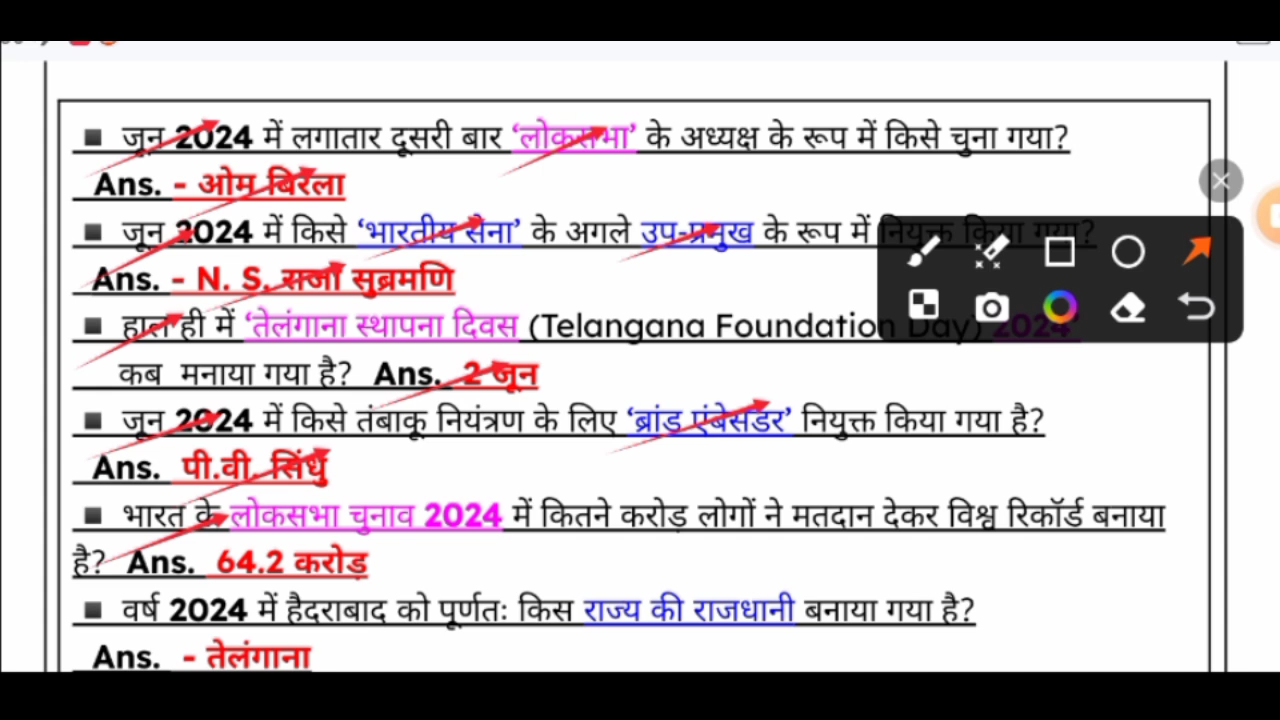 ▪ जून 2024 में लगातार दूसरी बार ‘लोकसभा’ के अध्यक्ष के रूप में किसे चुना गया?
Ans. - ओम बिरला
▪ जून 2024 में किसे ‘भारतीय सेना’ के अगले उप-प्रमुख के रूप में नियुक्त किया गया?
Ans. - N. S. राजा सुब्रमणि
▪ हाल ही में ‘तेलंगाना स्थापना दिवस (Telangana Foundation Day) 2024’
कब मनाया गया है? Ans. 2 जून
▪ जून 2024 में किसे तंबाकू नियंत्रण के लिए ‘ब्रांड एंबेसडर’ नियुक्त किया गया है?
Ans. पी.वी. सिंधु
▪ भारत के लोकसभा चुनाव 2024 में कितने करोड़ लोगों ने मतदान देकर विश्व रिकॉर्ड बनाया
है? Ans. 64.2 करोड़
▪ वर्ष 2024 में हैदराबाद को पूर्णतः किस राज्य की राजधानी बनाया गया है?
Ans. - तेलंगाना